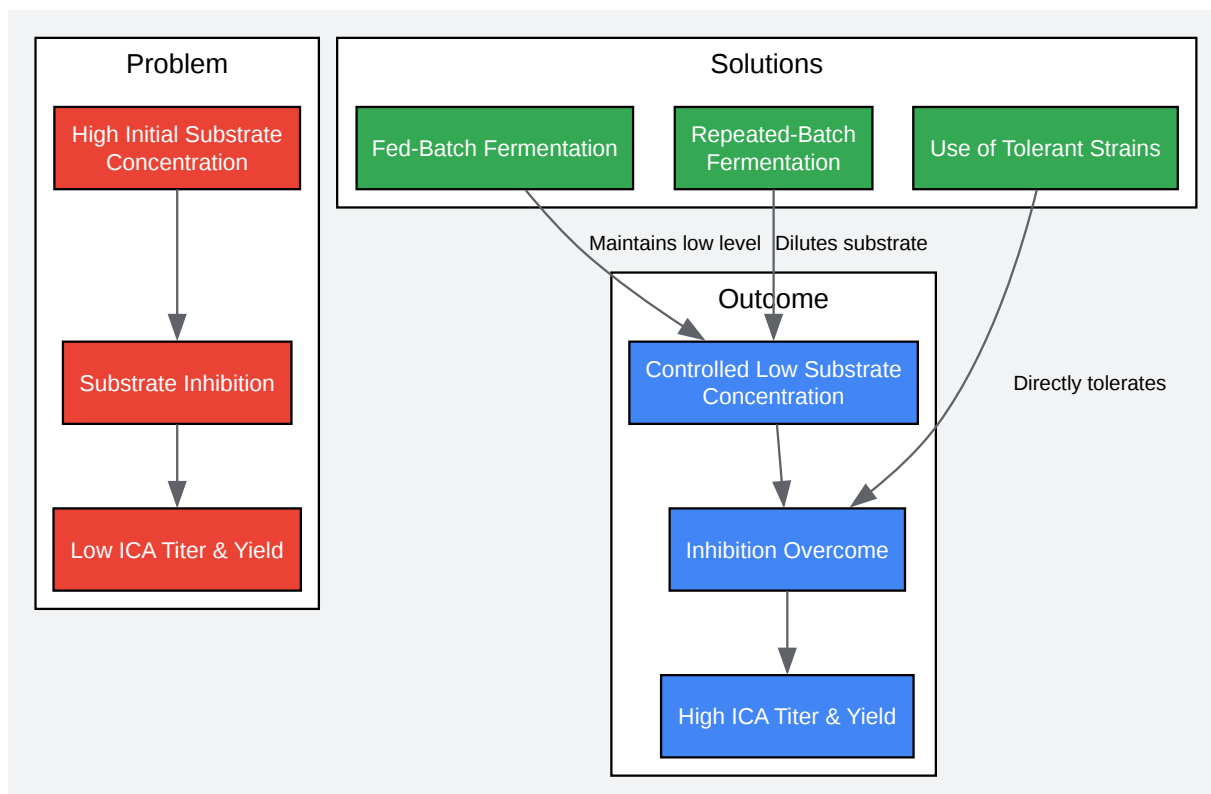 Problem
High Initial Substrate
Concentration
Substrate Inhibition
Low ICA Titer & Yield
Solutions
Fed-Batch Fermentation
Repeated-Batch
Fermentation
Use of Tolerant Strains
Maintains low level
Dilutes substrate
Directly tolerates
Outcome
Controlled Low Substrate
Concentration
Inhibition Overcome
High ICA Titer & Yield